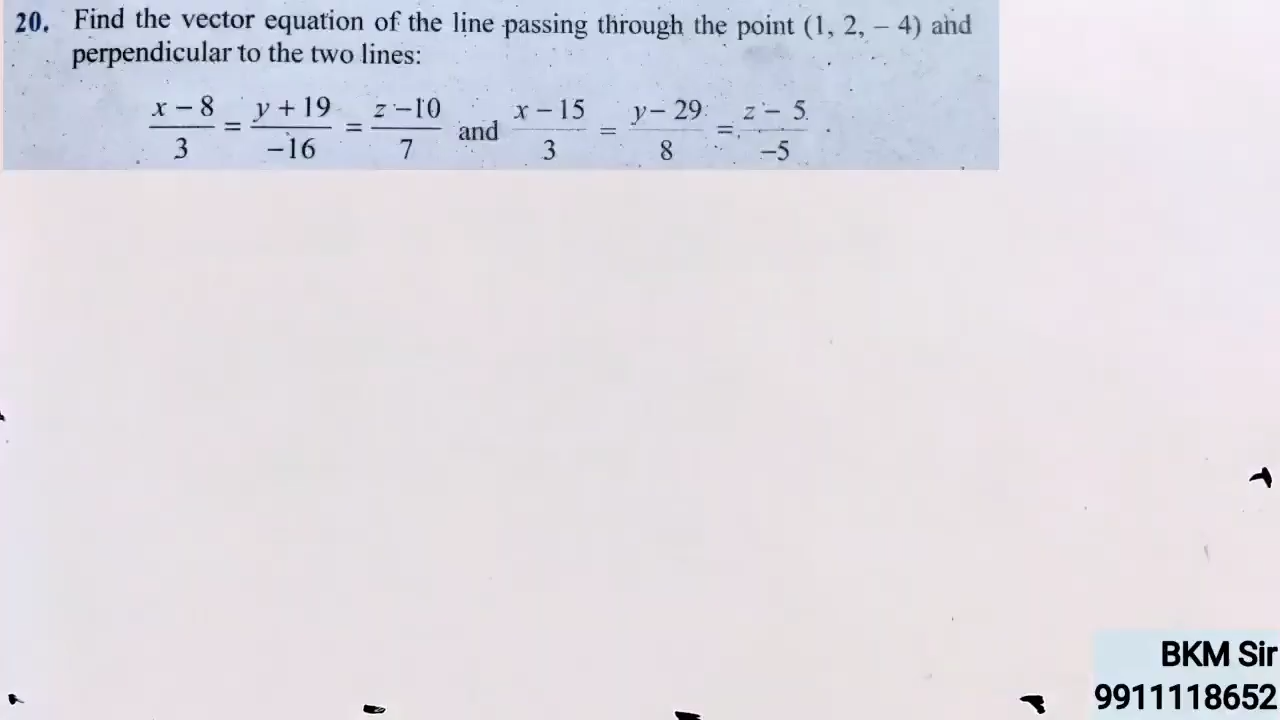 20. Find the vector equation of the line passing through the point (1, 2, – 4) and
perpendicular to the two lines:
x – 8 / 3 = y + 19 / –16 = z – 10 / 7 and x – 15 / 3 = y – 29 / 8 = z – 5 / –5 .
BKM Sir
9911118652